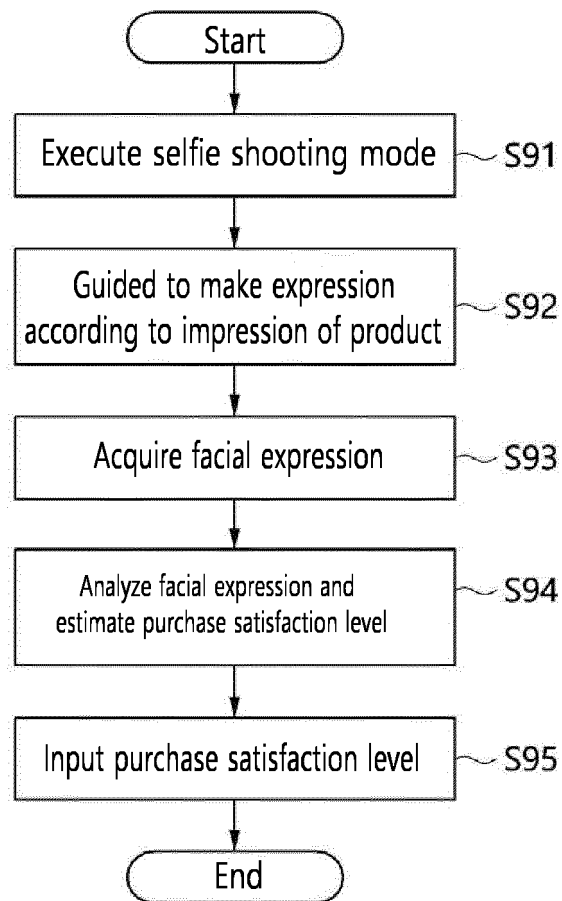 Start
Execute selfie shooting mode
S91
Guided to make expression
according to impression of product
S92
Acquire facial expression
S93
Analyze facial expression and
estimate purchase satisfaction level
S94
Input purchase satisfaction level
S95
End